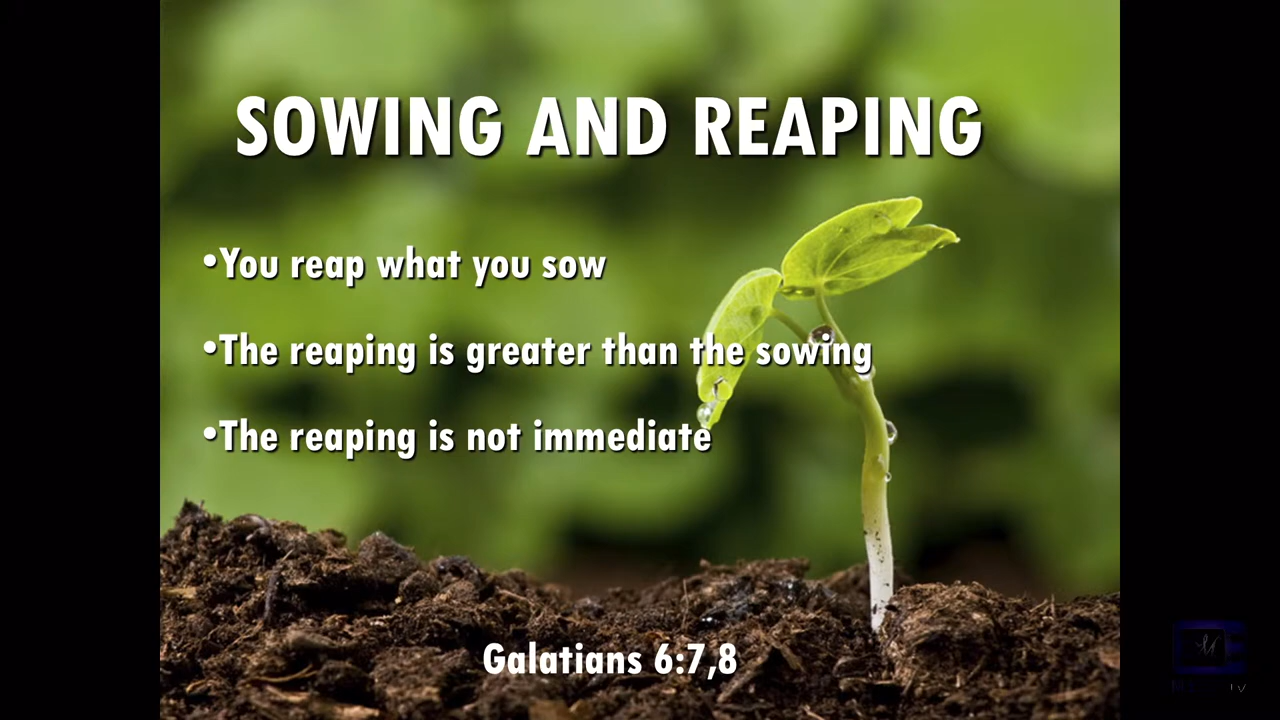 SOWING AND REAPING
•You reap what you sow
•The reaping is greater than the sowing
•The reaping is not immediate
Galatians 6:7,8